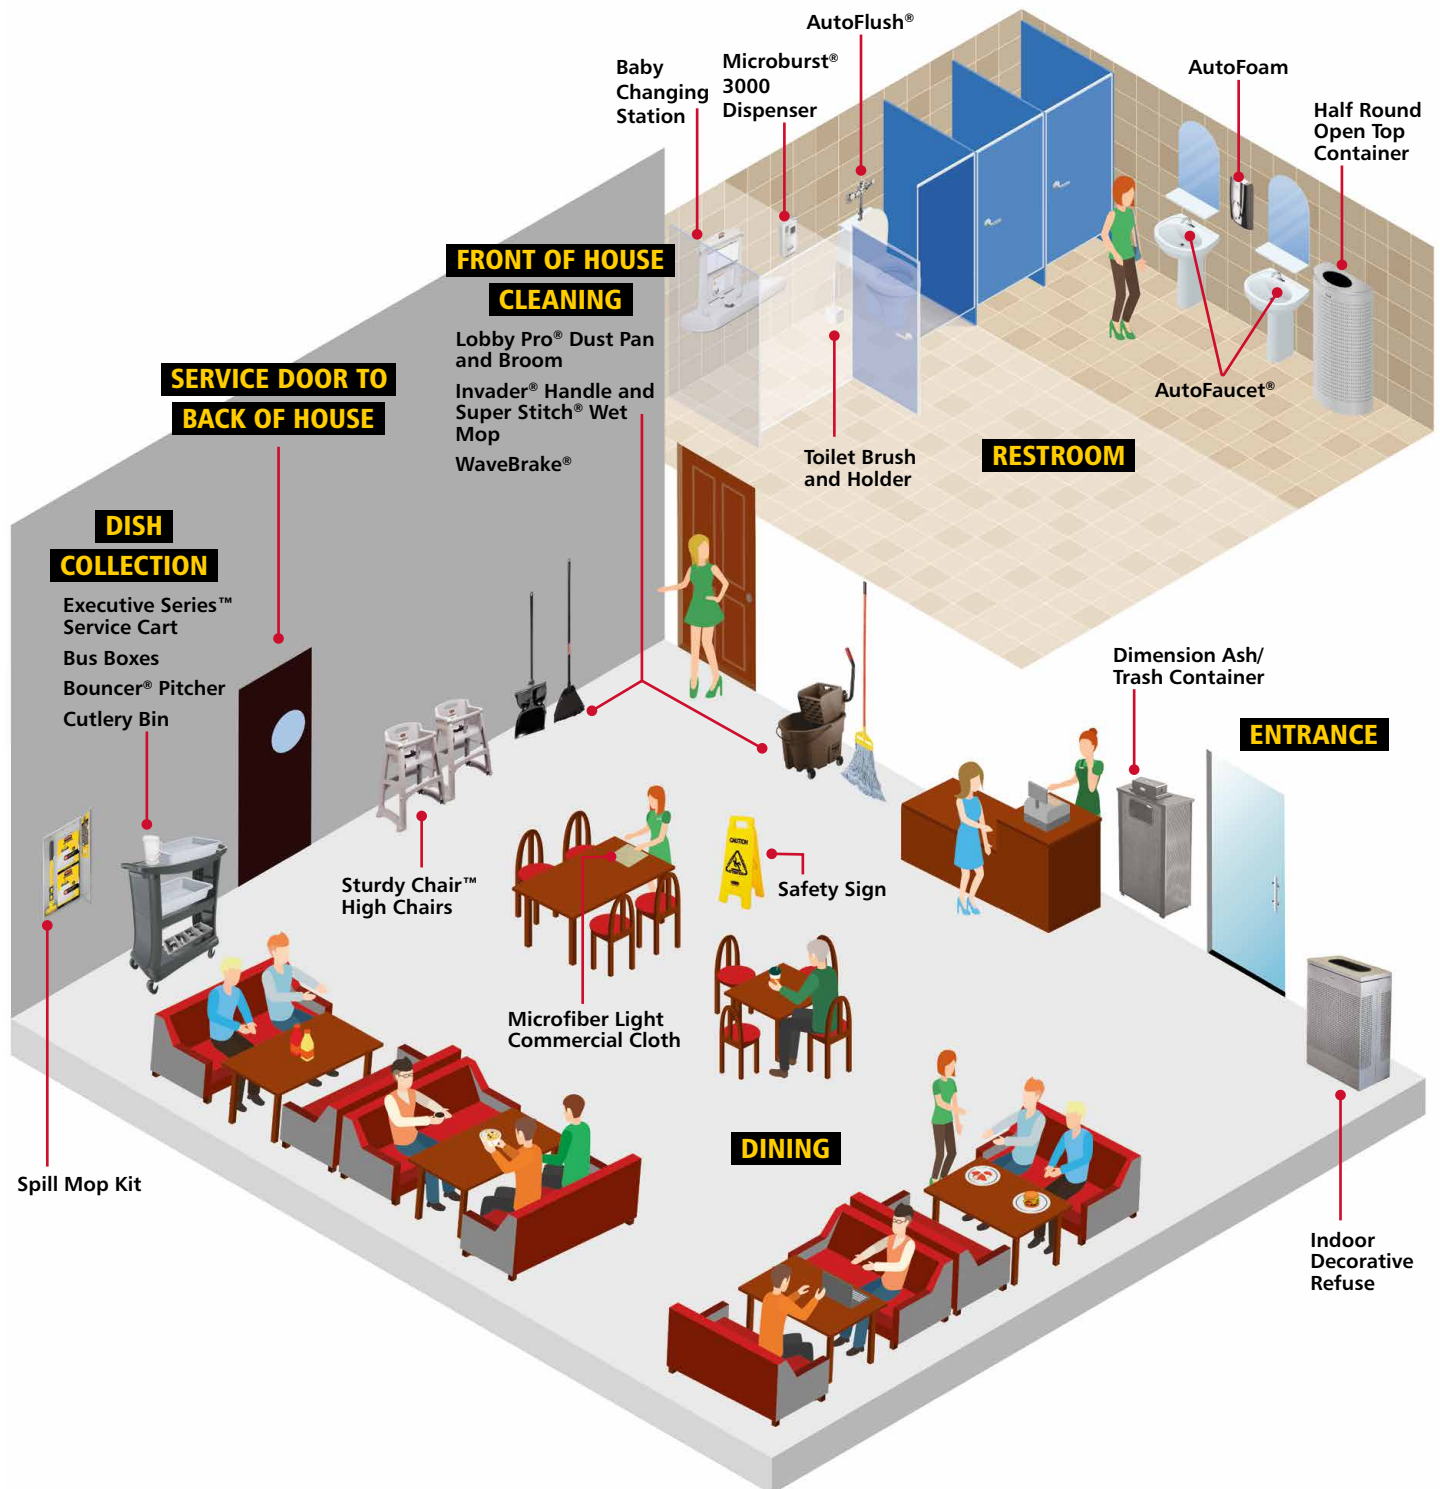 AutoFlush®
Baby
Changing
Station
Microburst®
3000
Dispenser
AutoFoam
Half Round
Open Top
Container
FRONT OF HOUSE
CLEANING
Lobby Pro® Dust Pan
and Broom
Invader® Handle and
Super Stitch® Wet
Mop
WaveBrake®
SERVICE DOOR TO
BACK OF HOUSE
AutoFaucet®
Toilet Brush
and Holder
RESTROOM
DISH
COLLECTION
Executive Series™
Service Cart
Bus Boxes
Bouncer® Pitcher
Cutlery Bin
Dimension Ash/
Trash Container
ENTRANCE
CAUTION
Sturdy Chair™
High Chairs
Safety Sign
Microfiber Light
Commercial Cloth
DINING
Spill Mop Kit
Indoor
Decorative
Refuse